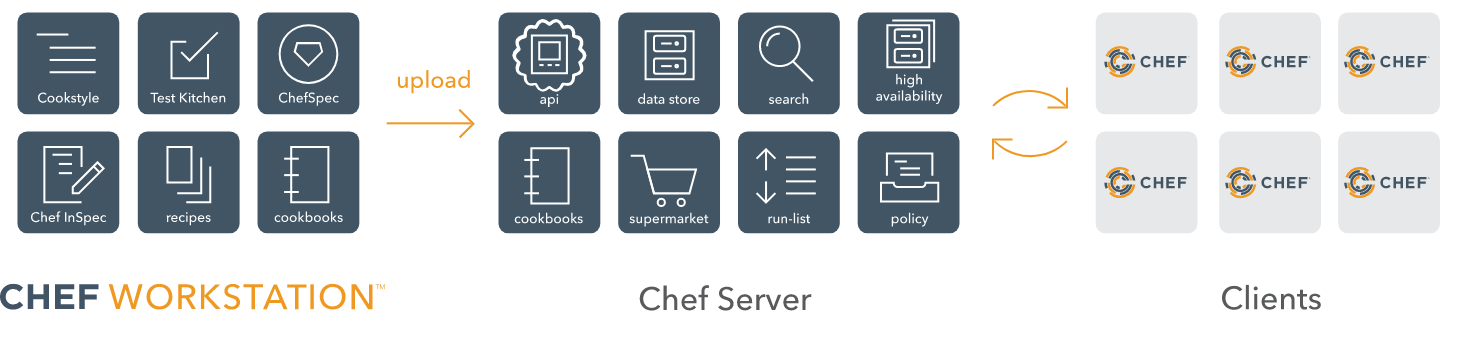 Cookstyle
Test Kitchen
ChefSpec
Chef InSpec
recipes
cookbooks
CHEF WORKSTATION™
upload
api
data store
search
high
availability
cookbooks
supermarket
run-list
policy
Chef Server
CHEF
CHEF
CHEF
CHEF
CHEF
CHEF
Clients